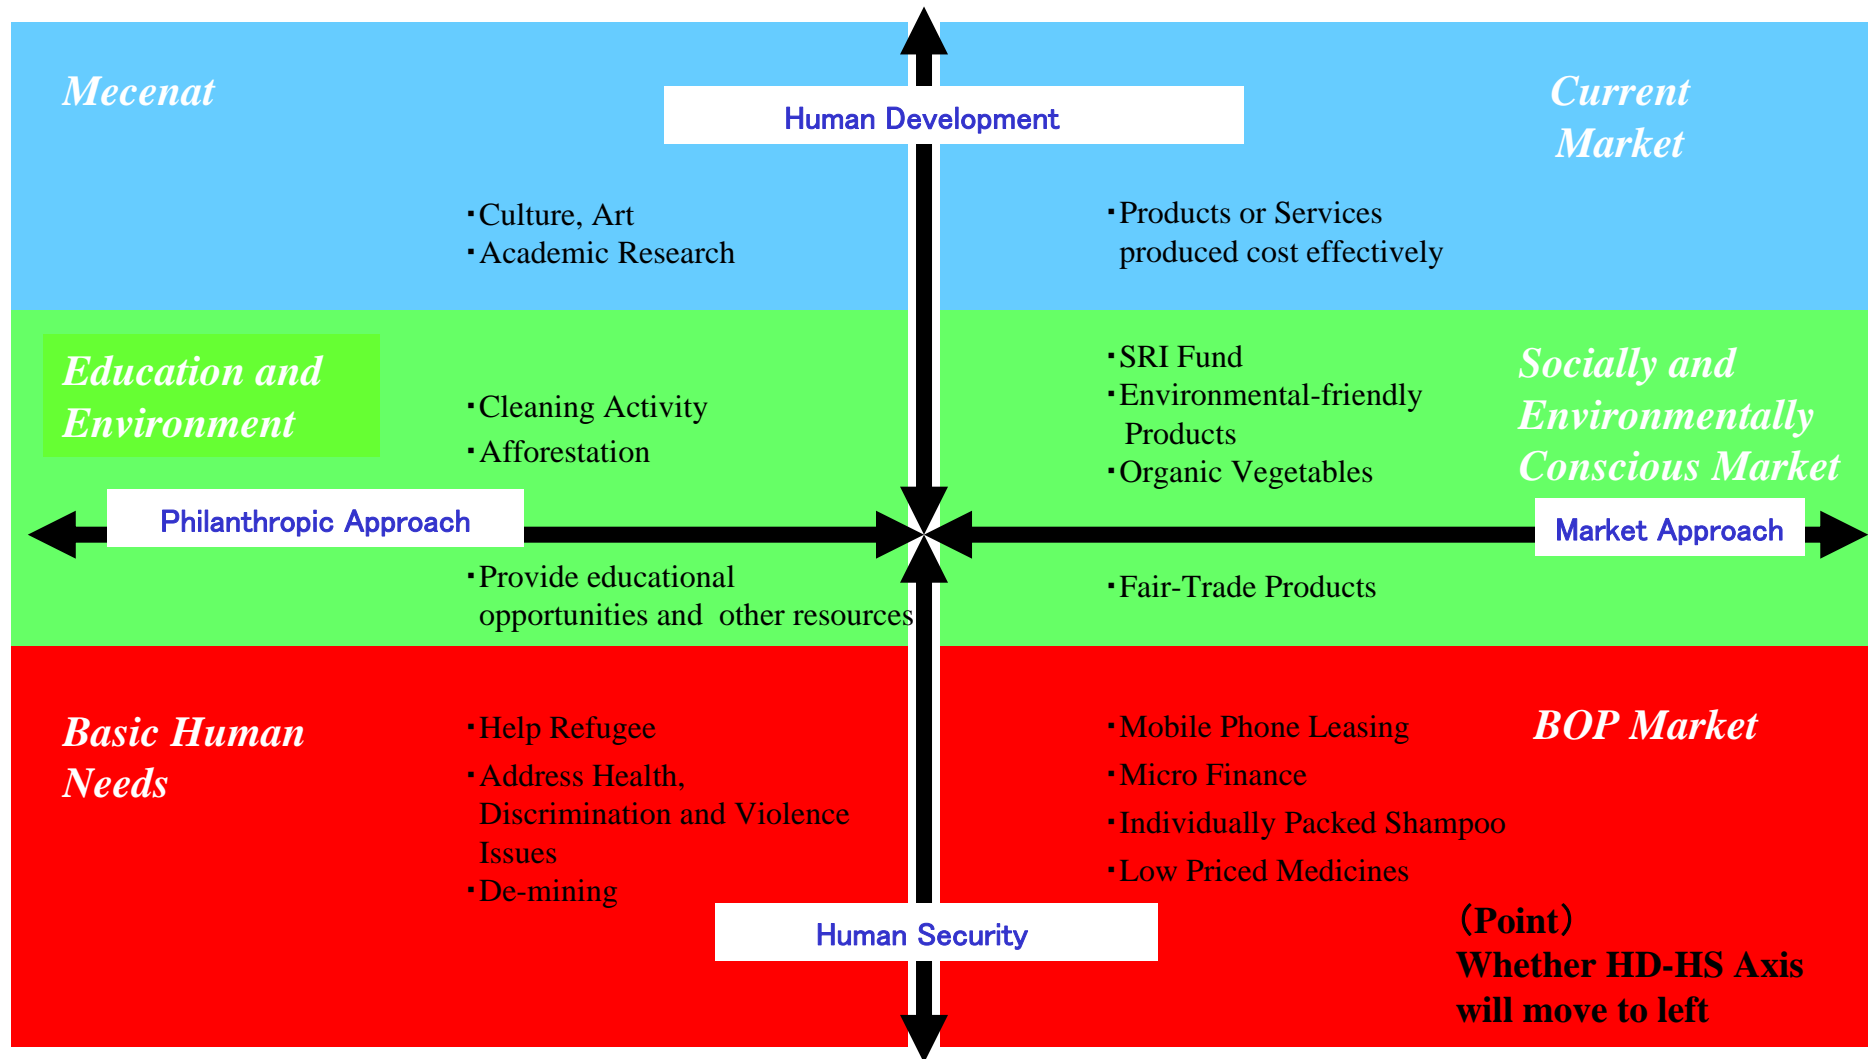 Mecenat
Human Development
Current
Market
・Culture, Art
・Academic Research
・Products or Services
produced cost effectively
Education and
Environment
・Cleaning Activity
・Afforestation
・SRI Fund
・Environmental-friendly
Products
・Organic Vegetables
Socially and
Environmentally
Conscious Market
Philanthropic Approach
Market Approach
・Provide educational
opportunities and other resources
・Fair-Trade Products
Basic Human
Needs
・Help Refugee
・Address Health,
Discrimination and Violence
Issues
・De-mining
・Mobile Phone Leasing
・Micro Finance
・Individually Packed Shampoo
・Low Priced Medicines
BOP Market
Human Security
（Point）
Whether HD-HS Axis
will move to left